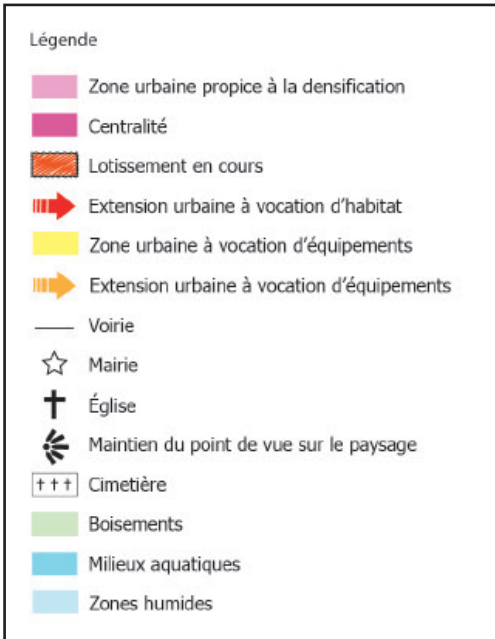 Légende
Zone urbaine propice à la densification
Centralité
Lotissement en cours
Extension urbaine à vocation d'habitat
Zone urbaine à vocation d'équipements
Extension urbaine à vocation d'équipements
Voirie
Mairie
Église
Maintien du point de vue sur le paysage
Cimetière
Boisements
Milieux aquatiques
Zones humides